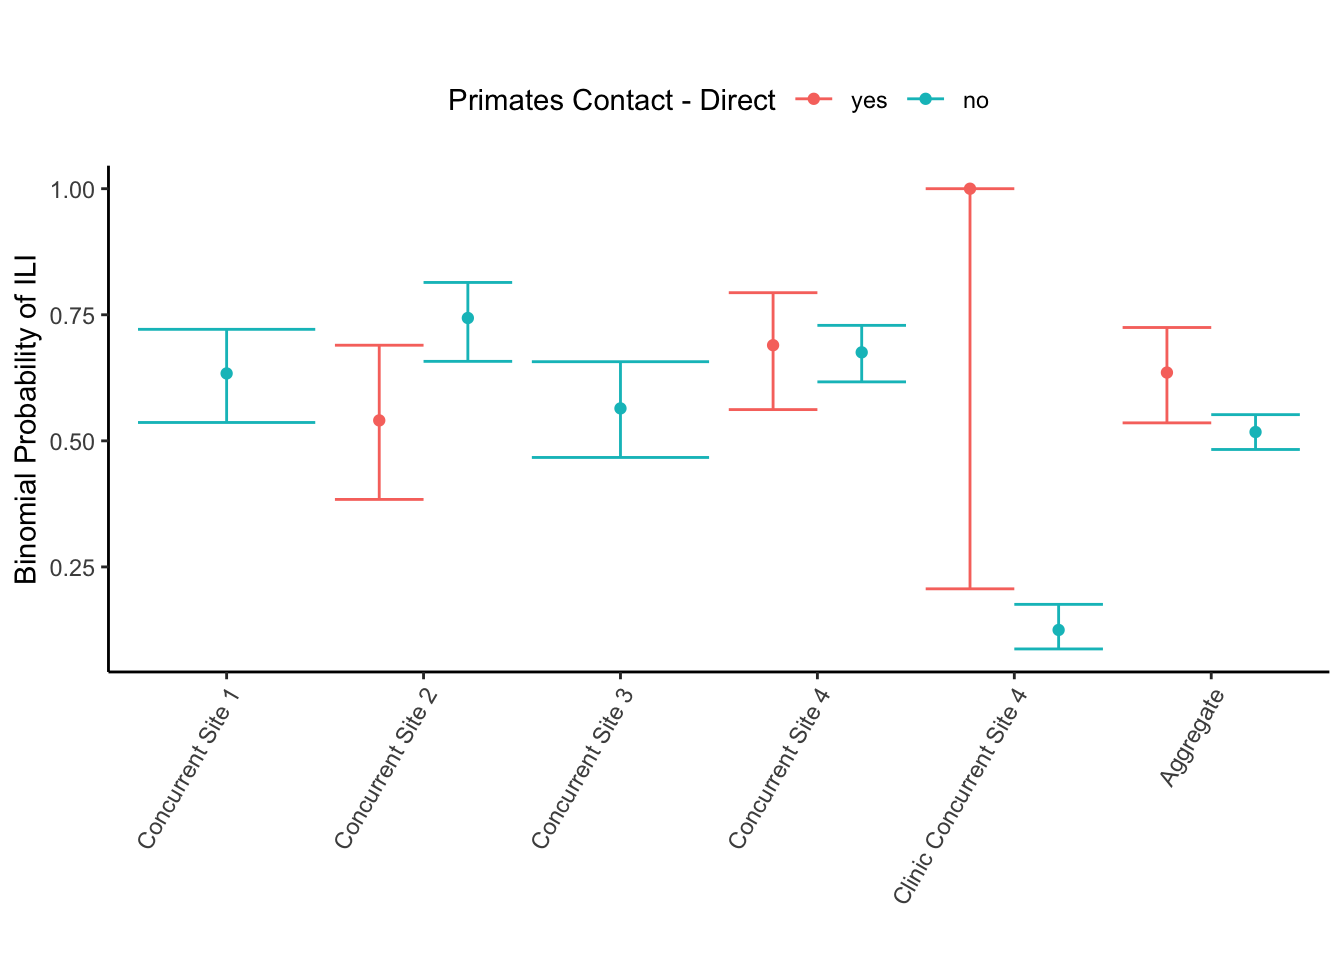 Primates Contact - Direct yes no
Binomial Probability of ILI
1.00
0.75
0.50
0.25
Concurrent Site 1
Concurrent Site 2
Concurrent Site 3
Concurrent Site 4
Clinic Concurrent Site 4
Aggregate